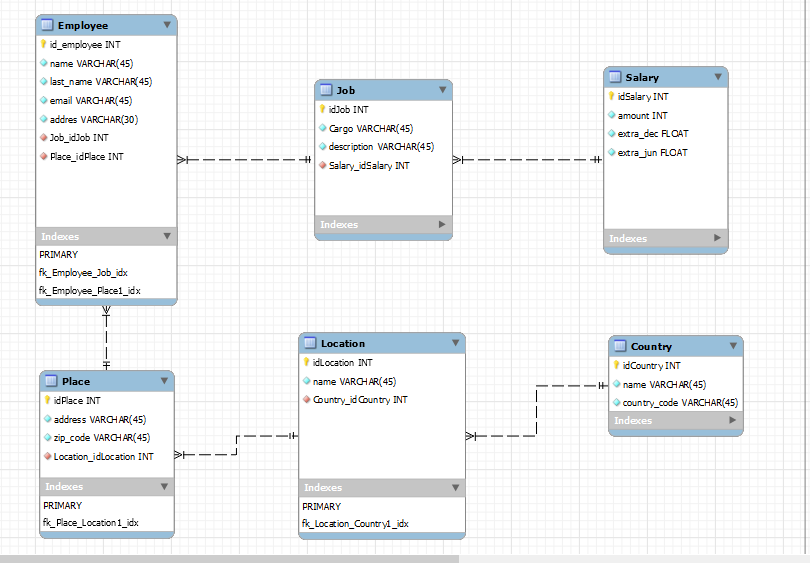 Employee
id_employee INT
name VARCHAR(45)
last_name VARCHAR(45)
email VARCHAR(45)
addres VARCHAR(30)
Job_idJob INT
Place_idPlace INT
Indexes
PRIMARY
fk_Employee_Job_idx
fk_Employee_Place1_idx
Job
idJob INT
Cargo VARCHAR(45)
description VARCHAR(45)
Salary_idSalary INT
Indexes
Salary
idSalary INT
amount INT
extra_dec FLOAT
extra_jun FLOAT
Indexes
Place
idPlace INT
address VARCHAR(45)
zip_code VARCHAR(45)
Location_idLocation INT
Indexes
PRIMARY
fk_Place_Location1_idx
Location
idLocation INT
name VARCHAR(45)
Country_idCountry INT
Indexes
PRIMARY
fk_Location_Country1_idx
Country
idCountry INT
name VARCHAR(45)
country_code VARCHAR(45)
Indexes